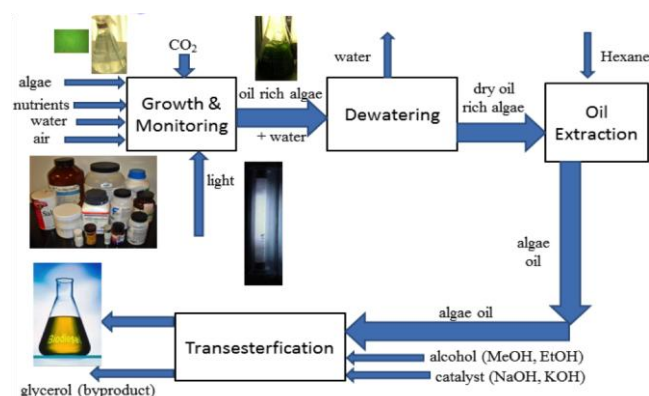 CO2
algae
nutrients
water
air
Growth &
Monitoring
light
oil rich algae
+ water
water
Dewatering
dry oil
rich algae
Hexane
Oil
Extraction
algae
oil
algae oil
Transesterfication
alcohol (MeOH, EtOH)
catalyst (NaOH, KOH)
Biodiesel
glycerol (byproduct)